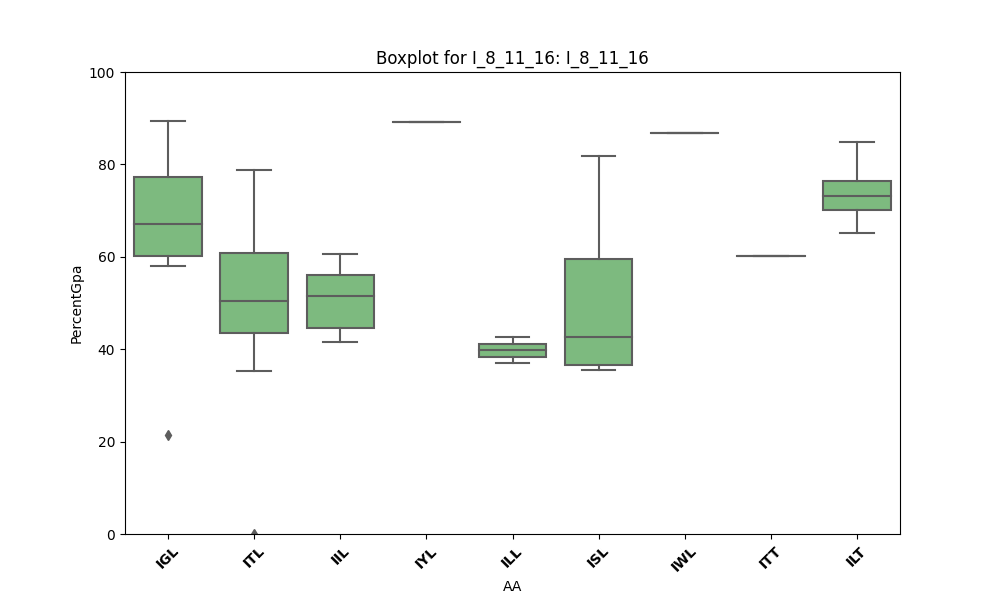 Boxplot for I_8_11_16: I_8_11_16
100
80
60
40
20
0
PercentGpa
IGL
ITL
IIL
IYL
ILL
ISL
IWL
ITT
ILT
AA